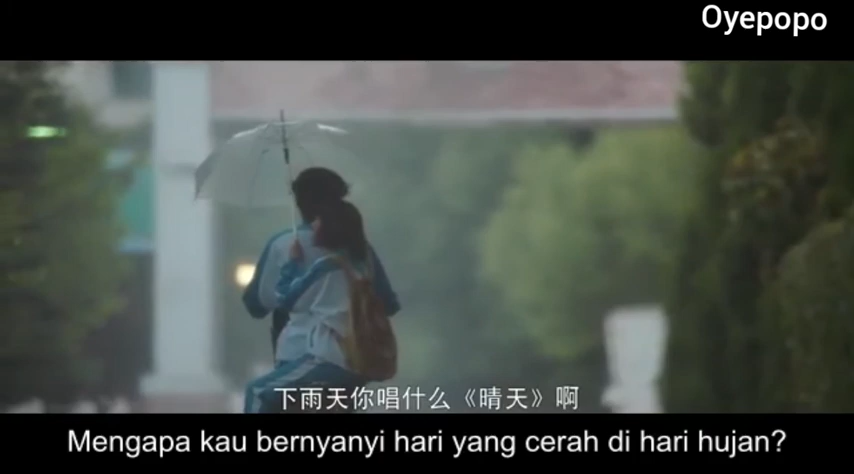 Oyepopo
下雨天你唱什么《晴天》啊
Mengapa kau bernyanyi hari yang cerah di hari hujan?